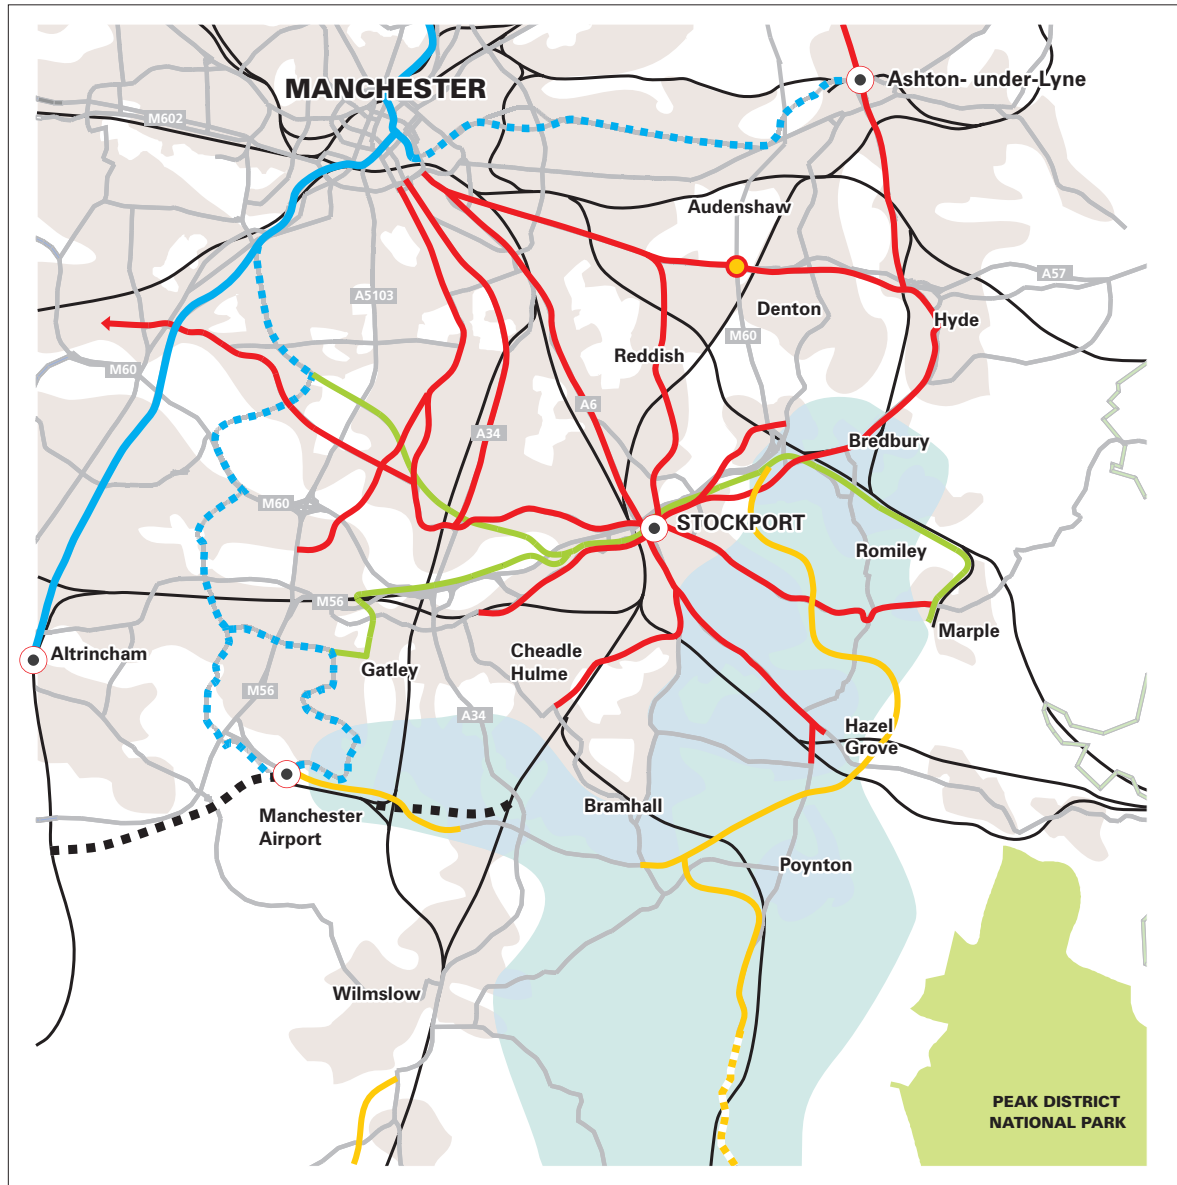 MANCHESTER
Ashton- under-Lyne
M602
Audenshaw
A57
A5103
Denton
Hyde
M60
Reddish
M60
A6
A34
Bredbury
M60
STOCKPORT
Romiley
M56
Marple
Altrincham
Gatley
Cheadle
Hulme
M56
A34
Hazel
Grove
Manchester
Airport
Bramhall
Poynton
Wilmslow
PEAK DISTRICT
NATIONAL PARK